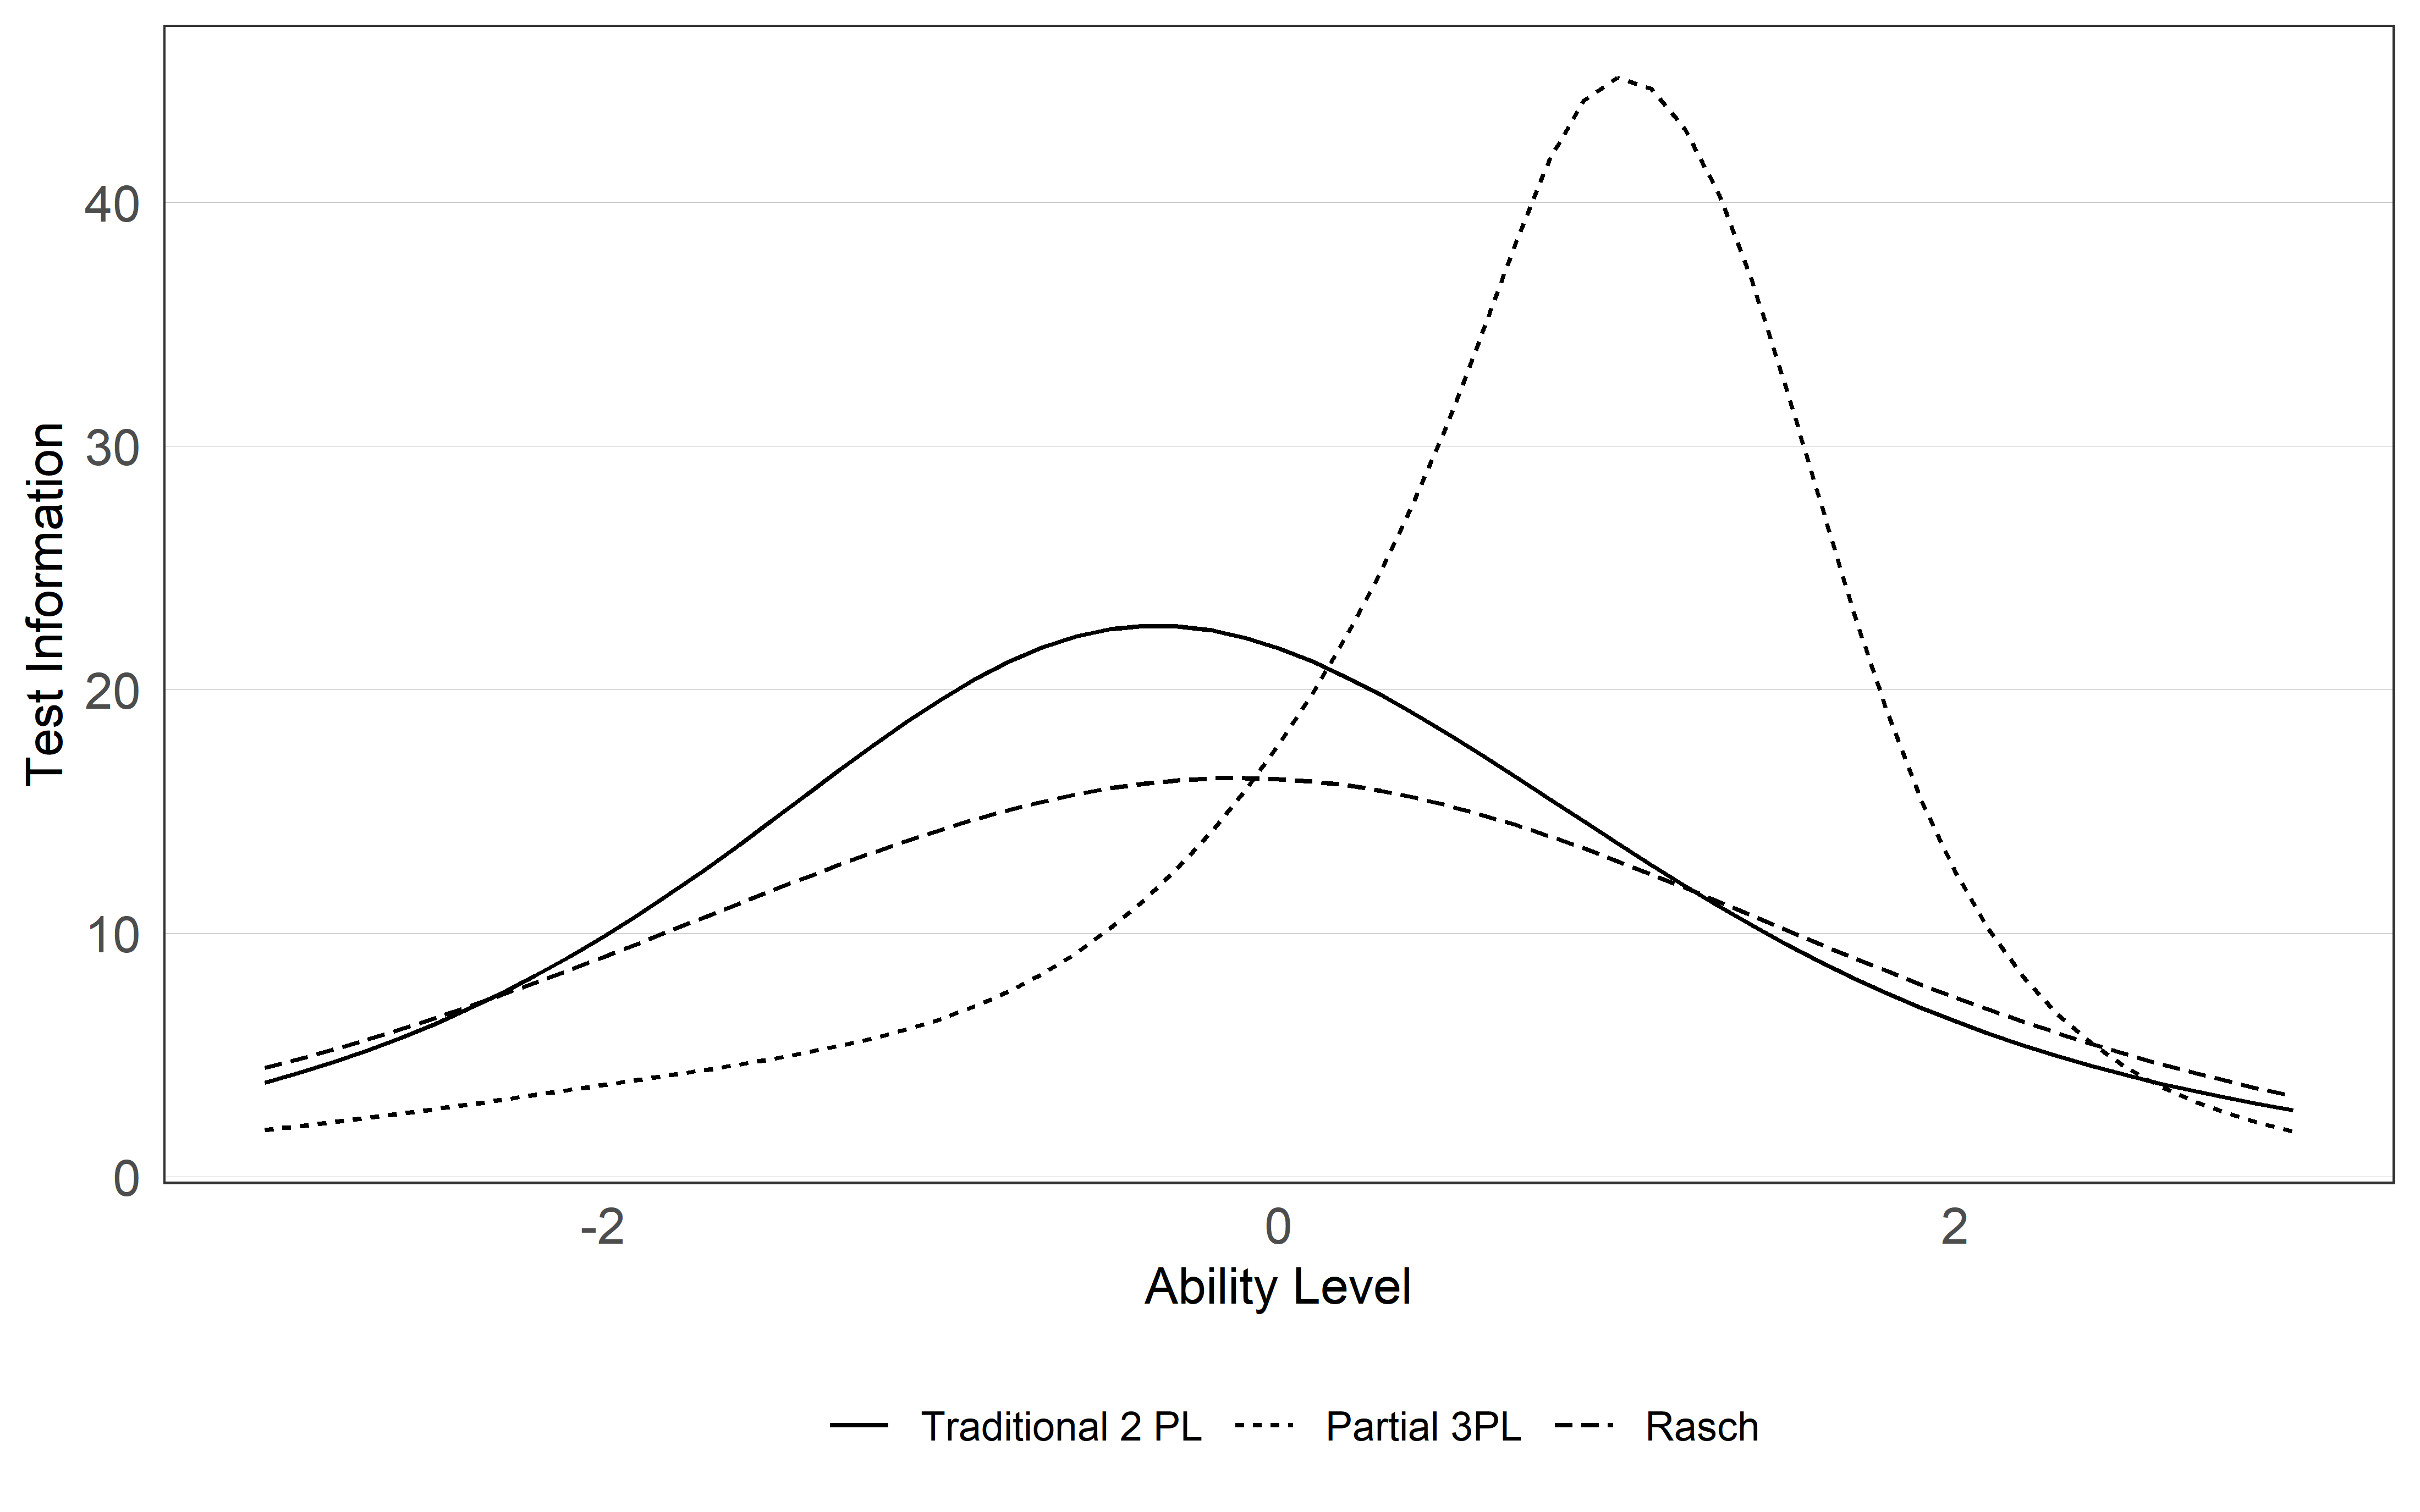 Test Information
40
30
20
10
0
-2 0 2
Ability Level
Traditional 2 PL Partial 3PL Rasch